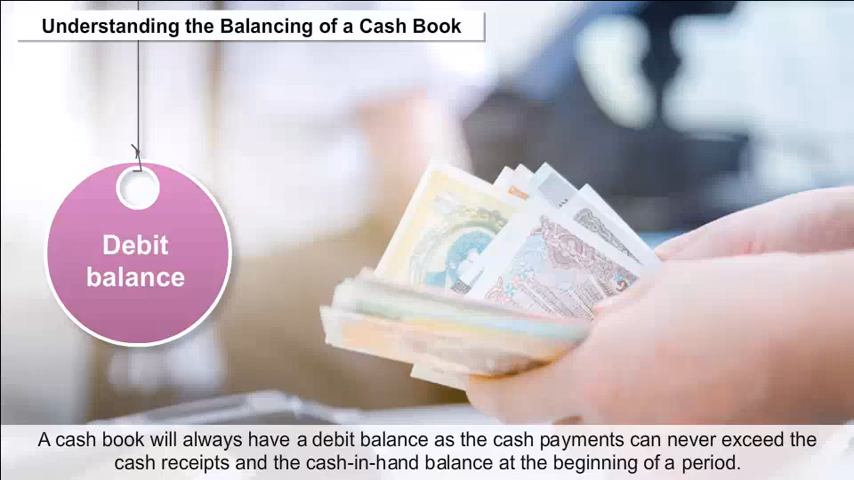 Understanding the Balancing of a Cash Book
Debit
balance
A cash book will always have a debit balance as the cash payments can never exceed the
cash receipts and the cash-in-hand balance at the beginning of a period.